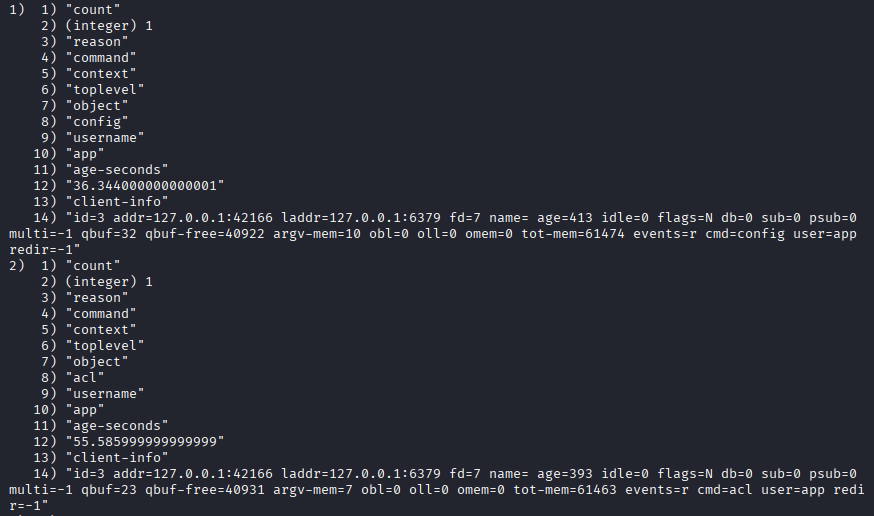 1)  1) "count"
    2) (integer) 1
    3) "reason"
    4) "command"
    5) "context"
    6) "toplevel"
    7) "object"
    8) "config"
    9) "username"
   10) "app"
   11) "age-seconds"
   12) "36.344000000000001"
   13) "client-info"
   14) "id=3 addr=127.0.0.1:42166 laddr=127.0.0.1:6379 fd=7 name= age=413 idle=0 flags=N db=0 sub=0 psub=0
multi=-1 qbuf=32 qbuf-free=40922 argv-mem=10 obl=0 oll=0 omem=0 tot-mem=61474 events=r cmd=config user=app
redir=-1"
2)  1) "count"
    2) (integer) 1
    3) "reason"
    4) "command"
    5) "context"
    6) "toplevel"
    7) "object"
    8) "acl"
    9) "username"
   10) "app"
   11) "age-seconds"
   12) "55.585999999999999"
   13) "client-info"
   14) "id=3 addr=127.0.0.1:42166 laddr=127.0.0.1:6379 fd=7 name= age=393 idle=0 flags=N db=0 sub=0 psub=0
multi=-1 qbuf=23 qbuf-free=40931 argv-mem=7 obl=0 oll=0 omem=0 tot-mem=61463 events=r cmd=acl user=app redi
r=-1"